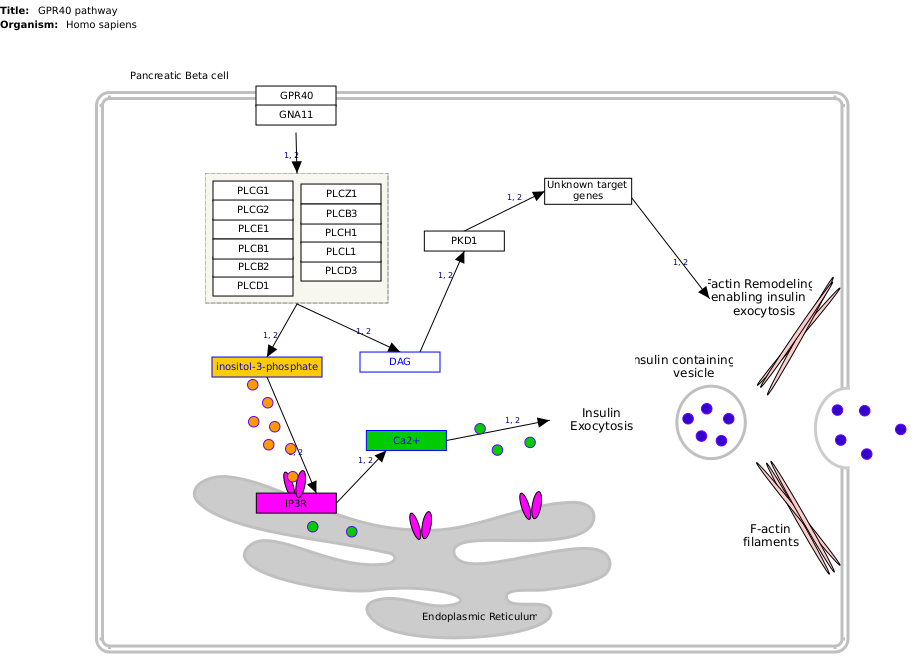 Title: GPR40 pathway
Organism: Homo sapiens
Pancreatic Beta cell
GPR40
GNA11
1, 2
PLCG1
PLCG2
PLCE1
PLCB1
PLCB2
PLCD1
PLCZ1
PLCB3
PLCH1
PLCL1
PLCD3
Unknown target
genes
1, 2
PKD1
1, 2
1, 2
Factin Remodeling
enabling insulin
exocytosis
1, 2
1, 2
inositol-3-phosphate
DAG
insulin containing
vesicle
Insulin
Exocytosis
1, 2
Ca2+
1, 2
1, 2
IP3R
F-actin
filaments
Endoplasmic Reticulum